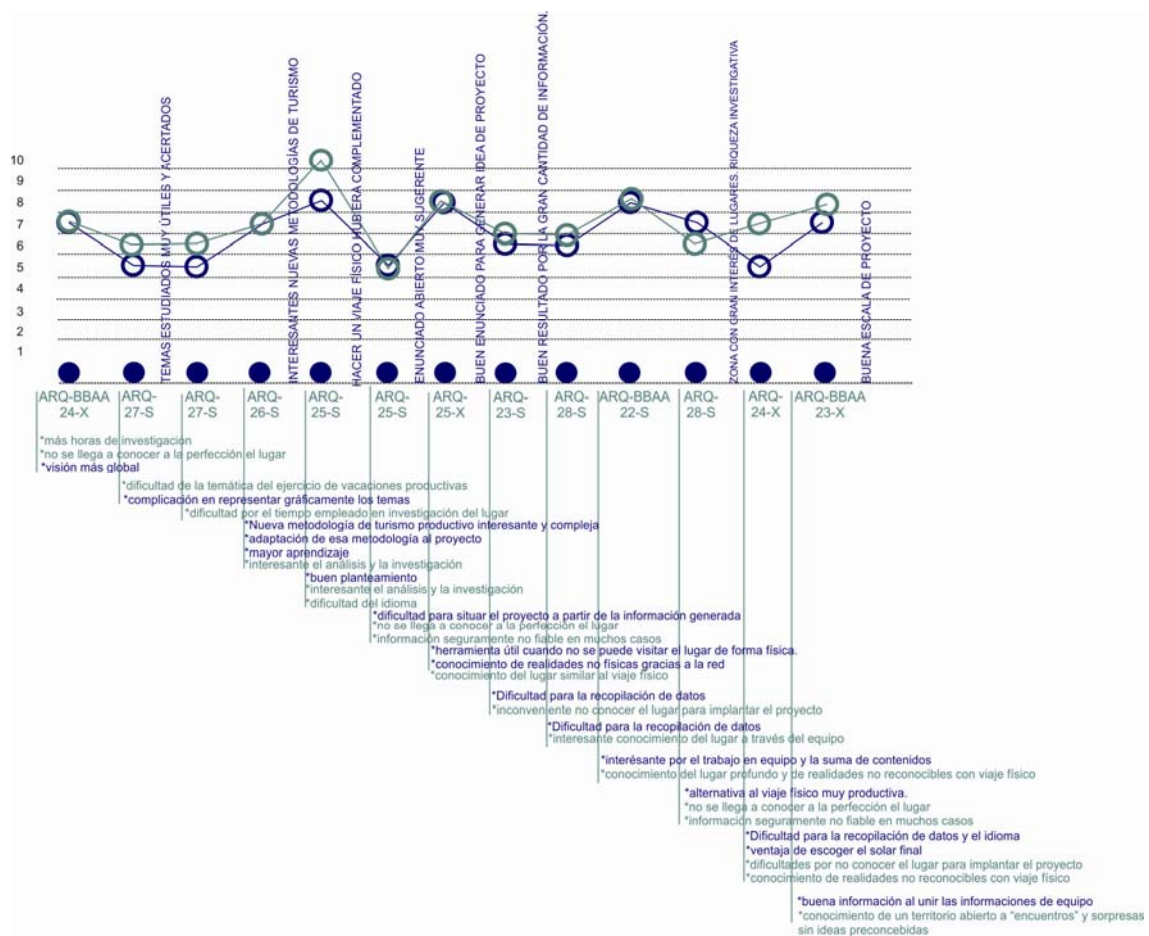 TEMAS ESTUDIADOS MUY ÚTILES Y ACERTADOS
INTERESANTES NUEVAS METODOLOGÍAS DE TURISMO
HACER UN VIAJE FÍSICO HUBIERA COMPLEMENTADO
ENUNCIADO ABIERTO MUY SUGERENTE
BUEN ENUNCIADO PARA GENERAR IDEA DE PROYECTO
BUEN RESULTADO POR LA GRAN CANTIDAD DE INFORMACIÓN.
ZONA CON GRAN INTERÉS DE LUGARES. RIQUEZA INVESTIGATIVA
BUENA ESCALA DE PROYECTO
10
9
8
7
6
5
4
3
2
1
ARQ-BBAA
24-X
ARQ-
27-S
ARQ-
27-S
ARQ-
26-S
ARQ-
25-S
ARQ-
25-S
ARQ-
25-X
ARQ-
23-S
ARQ-
28-S
ARQ-BBAA
22-S
ARQ-
28-S
ARQ-
24-X
ARQ-BBAA
23-X
*más horas de investigación
*no se llega a conocer a la perfección el lugar
*visión más global
*dificultad de la temática del ejercicio de vacaciones productivas
*complicación en representar gráficamente los temas
*dificultad por el tiempo empleado en investigación del lugar
*Nueva metodología de turismo productivo interesante y compleja
*adaptación de esa metodología al proyecto
*mayor aprendizaje
*interesante el análisis y la investigación
*buen planteamiento
*interesante el análisis y la investigación
*dificultad del idioma
*dificultad para situar el proyecto a partir de la información generada
*no se llega a conocer a la perfección el lugar
*información seguramente no fiable en muchos casos
*herramienta útil cuando no se puede visitar el lugar de forma física.
*conocimiento de realidades no físicas gracias a la red
*conocimiento del lugar similar al viaje físico
*Dificultad para la recopilación de datos
*inconveniente no conocer el lugar para implantar el proyecto
*Dificultad para la recopilación de datos
*interesante conocimiento del lugar a través del equipo
*interésante por el trabajo en equipo y la suma de contenidos
*conocimiento del lugar profundo y de realidades no reconocibles con viaje físico
*alternativa al viaje físico muy productiva.
*no se llega a conocer a la perfección el lugar
*información seguramente no fiable en muchos casos
*Dificultad para la recopilación de datos y el idioma
*ventaja de escoger el solar final
*dificultades por no conocer el lugar para implantar el proyecto
*conocimiento de realidades no reconocibles con viaje físico
*buena información al unir las informaciones de equipo
*conocimiento de un territorio abierto a “encuentros” y sorpresas
sin ideas preconcebidas